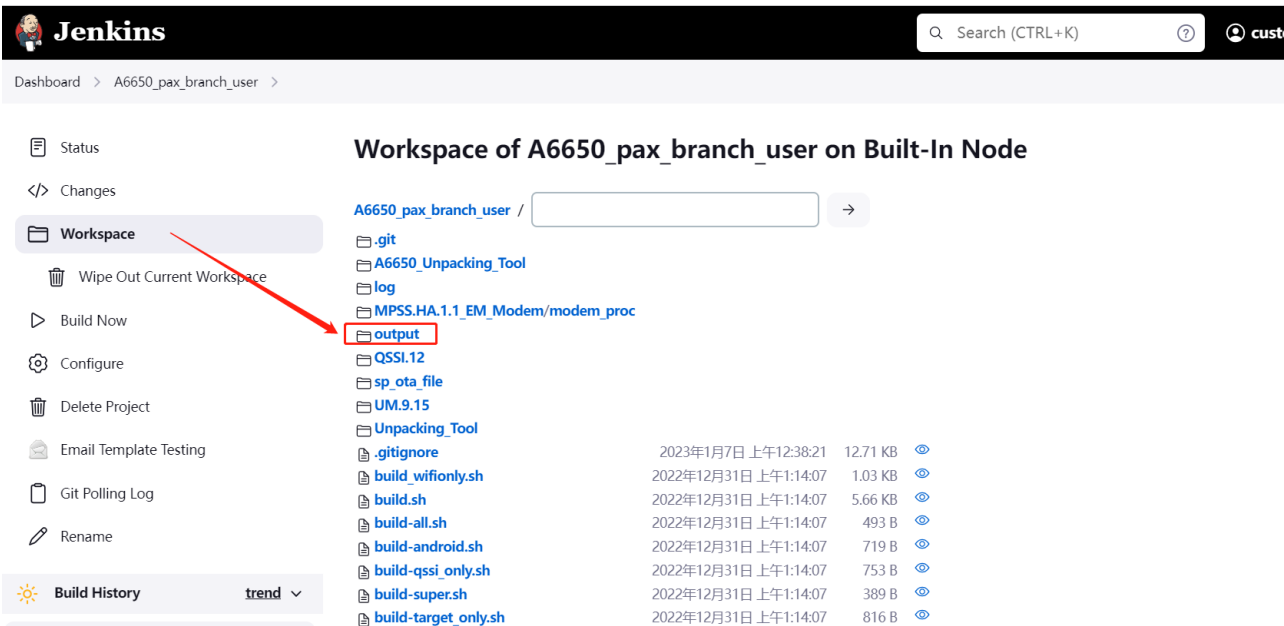 Jenkins
Search (CTRL+K)
Dashboard > A6650_pax_branch_user >
Status
Changes
Workspace
Wipe Out Current Workspace
Build Now
Configure
Delete Project
Email Template Testing
Git Polling Log
Rename
Build History trend
Workspace of A6650_pax_branch_user on Built-In Node
A6650_pax_branch_user /
.git
A6650_Unpacking_Tool
log
MPSS.HA.1.1_EM_Modem/modem_proc
output
QSSI.12
sp_ota_file
UM.9.15
Unpacking_Tool
.gitignore 2023年1月7日 上午12:38:21 12.71 KB
build_wifionly.sh 2022年12月31日 上午1:14:07 1.03 KB
build.sh 2022年12月31日 上午1:14:07 5.66 KB
build-all.sh 2022年12月31日 上午1:14:07 493 B
build-android.sh 2022年12月31日 上午1:14:07 719 B
build-qssi_only.sh 2022年12月31日 上午1:14:07 753 B
build-super.sh 2022年12月31日 上午1:14:07 389 B
build-target_only.sh 2022年12月31日 上午1:14:07 816 B